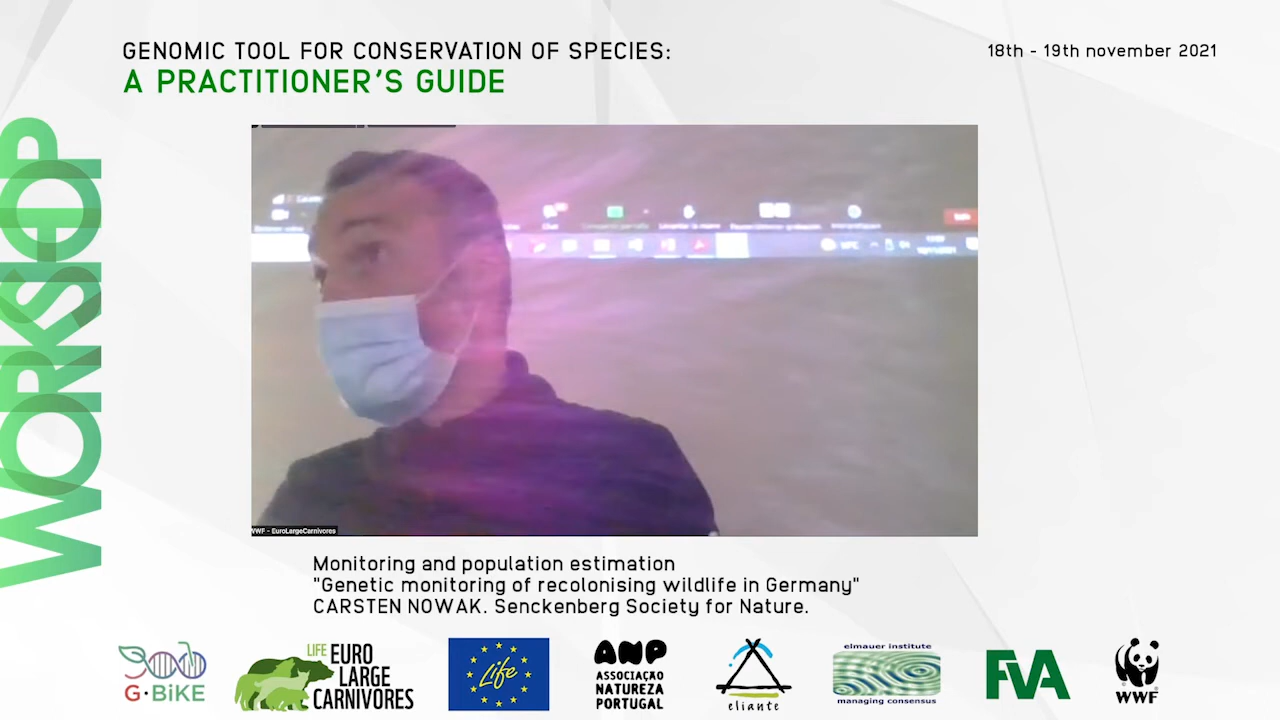 GENOMIC TOOL FOR CONSERVATION OF SPECIES:
A PRACTITIONER'S GUIDE
18th - 19th november 2021
WORKSHOP
WWF - EuroLargeCarnivores
Monitoring and population estimation
"Genetic monitoring of recolonising wildlife in Germany"
CARSTEN NOWAK. Senckenberg Society for Nature.
G·BiKE
LIFE
EURO
LARGE
CARNIVORES
Life
ANP
ASSOCIAÇÃO
NATUREZA
PORTUGAL
eliante
elmauer institute
managing consensus
FVA
WWF